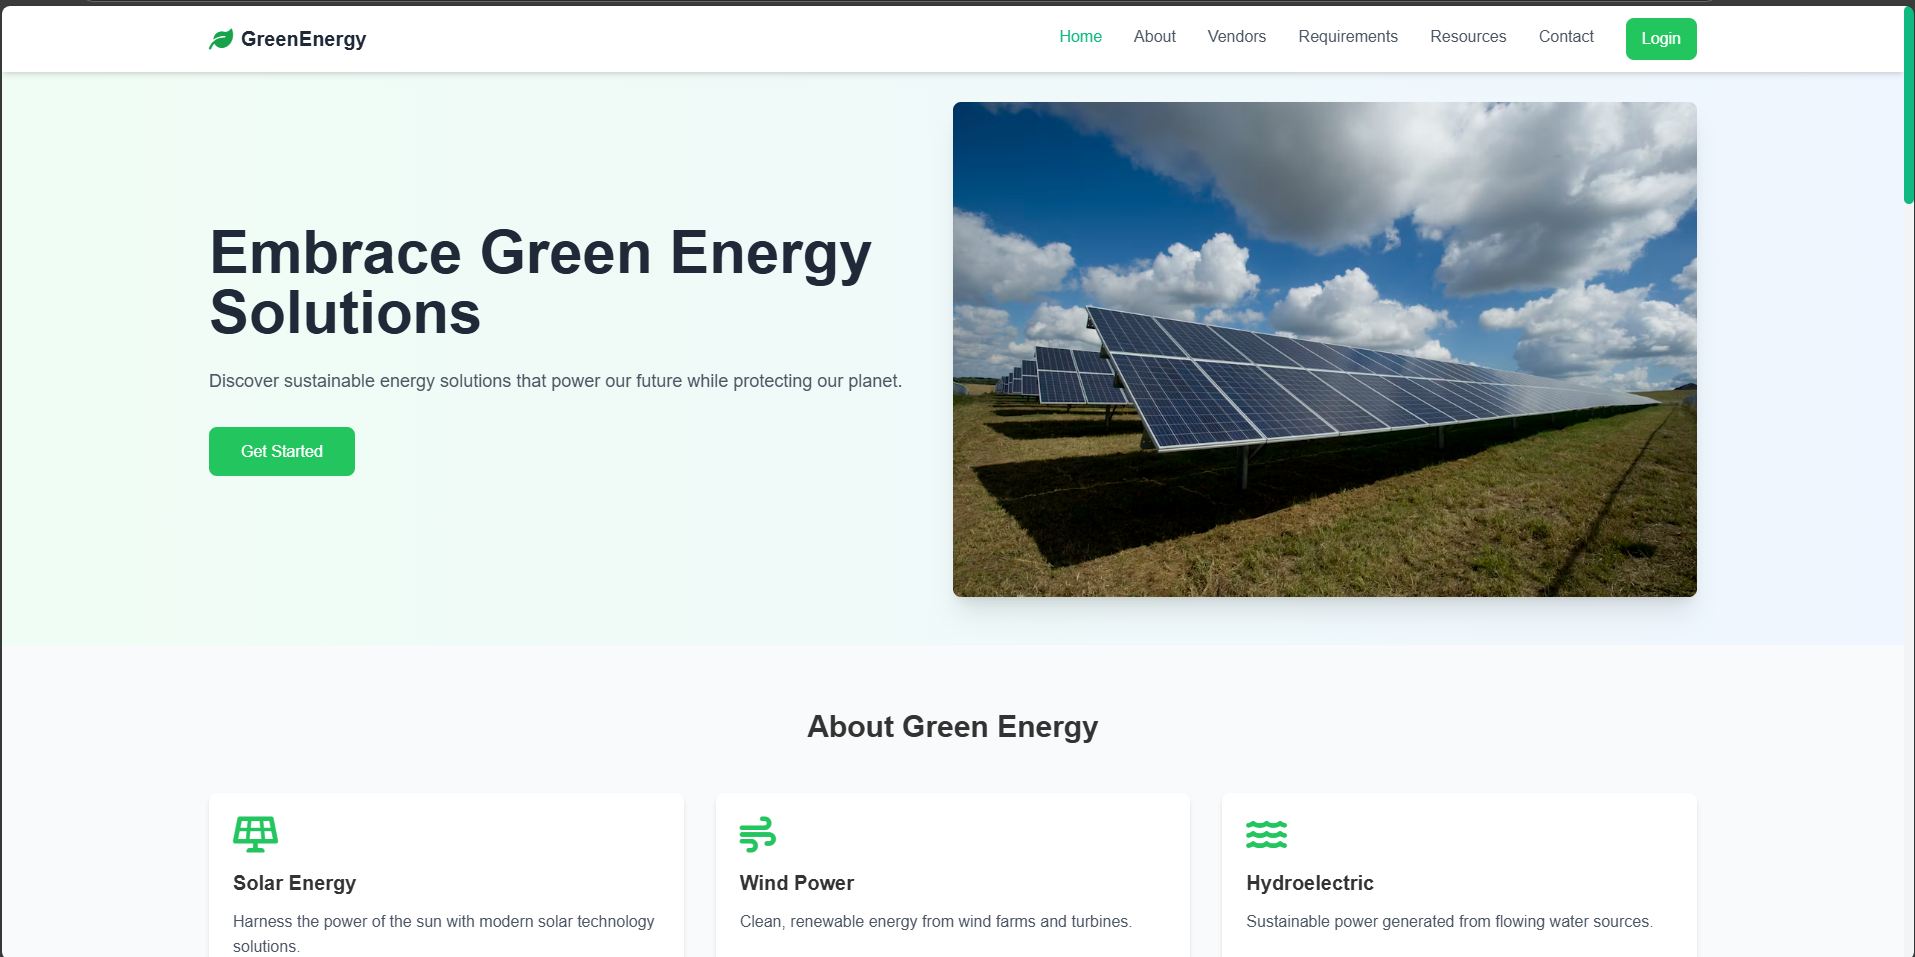 GreenEnergy
Home About Vendors Requirements Resources Contact Login
Embrace Green Energy
Solutions
Discover sustainable energy solutions that power our future while protecting our planet.
Get Started
About Green Energy
Solar Energy
Harness the power of the sun with modern solar technology
solutions.
Wind Power
Clean, renewable energy from wind farms and turbines.
Hydroelectric
Sustainable power generated from flowing water sources.